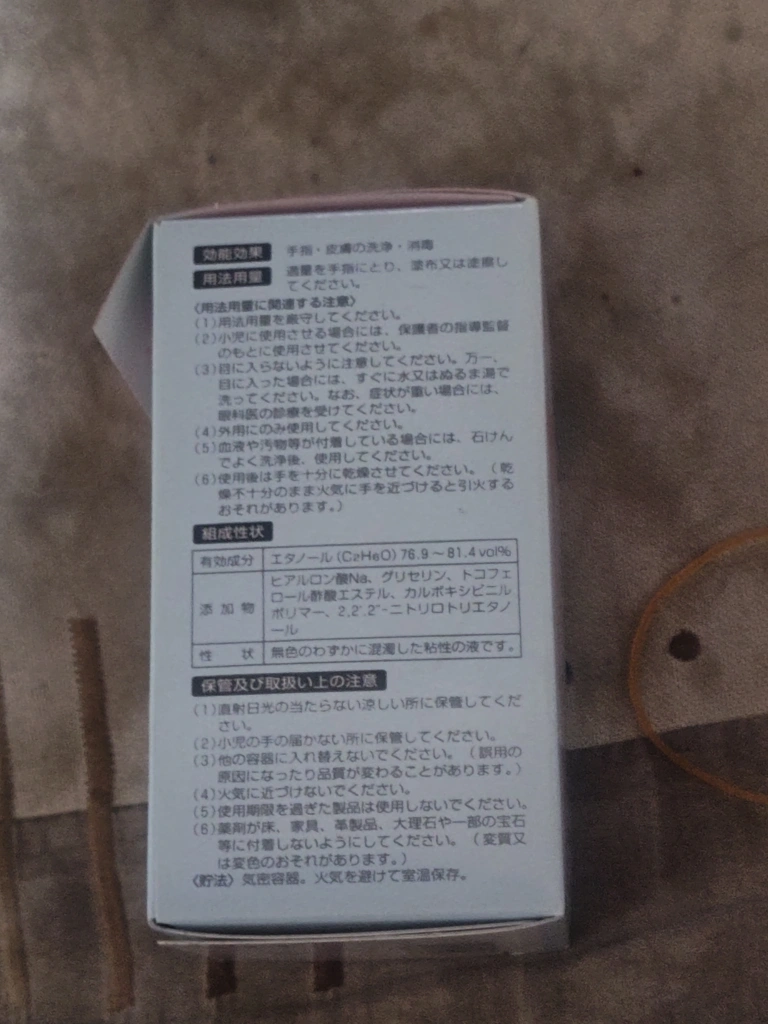 効能効果 手指・皮膚の洗浄・消毒
用法用量 適量を手指にとり、塗布又は塗擦し
てください。
〈用法用量に関連する注意〉
(1)用法用量を厳守してください。
(2)小児に使用させる場合には、保護者の指導監督
のもとに使用させてください。
(3)目に入らないように注意してください。万一、
目に入った場合には、すぐに水又はぬるま湯で
洗ってください。なお、症状が重い場合には、
眼科医の診療を受けてください。
(4)外用にのみ使用してください。
(5)血液や汚物等が付着している場合には、石けん
でよく洗浄後、使用してください。
(6)使用後は手を十分に乾燥させてください。（乾
燥不十分のまま火気に手を近づけると引火する
おそれがあります。）
組成性状
有効成分 エタノール(C2H6O) 76.9～81.4vol%
添加物 ヒアルロン酸Na、グリセリン、トコフェ
ロール酢酸エステル、カルボキシビニル
ポリマー、2,2',2"-ニトリロトリエタノ
ール
性状 無色のわずかに混濁した粘性の液です。
保管及び取扱い上の注意
(1)直射日光の当たらない涼しい所に保管してくだ
さい。
(2)小児の手の届かない所に保管してください。
(3)他の容器に入れ替えないでください。（誤用の
原因になったり品質が変わることがあります。）
(4)火気に近づけないでください。
(5)使用期限を過ぎた製品は使用しないでください。
(6)薬剤が床、家具、革製品、大理石や一部の宝石
等に付着しないようにしてください。（変質又
は変色のおそれがあります。）
〈貯法〉気密容器。火気を避けて室温保存。